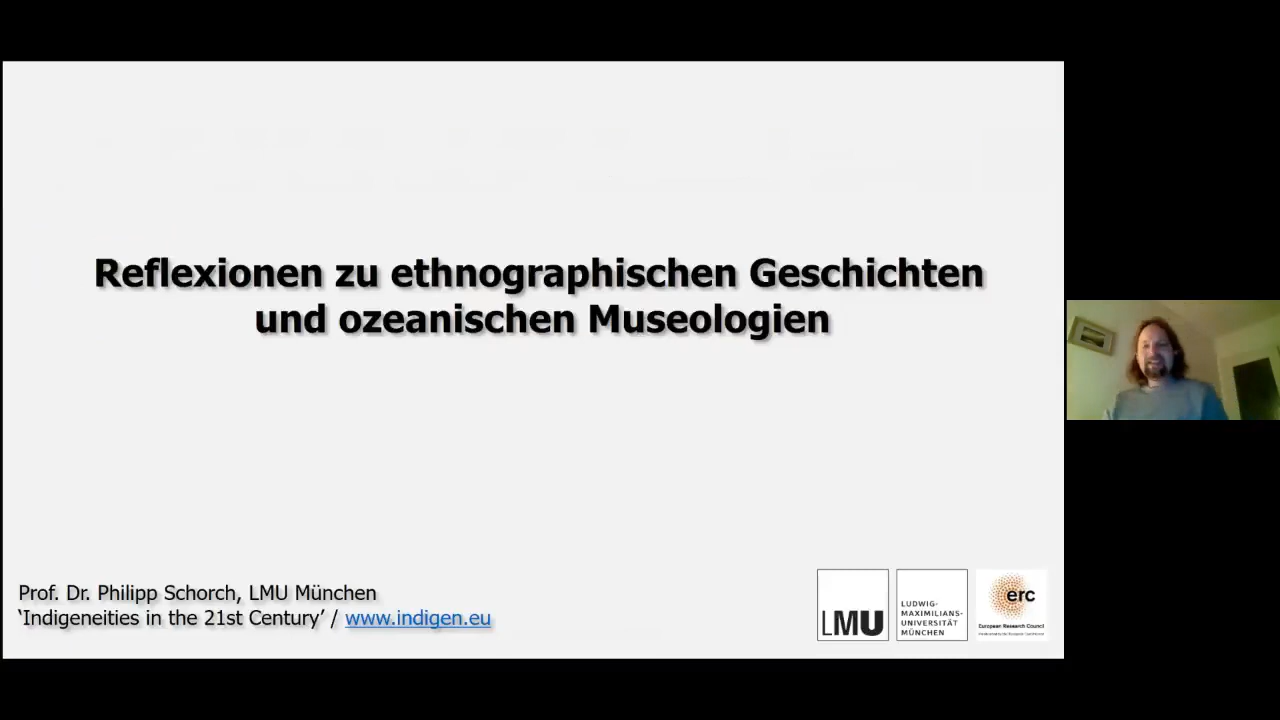 Reflexionen zu ethnographischen Geschichten
und ozeanischen Museologien
Prof. Dr. Philipp Schorch, LMU München
‘Indigeneities in the 21st Century’ / www.indigen.eu
LMU
LUDWIG-
MAXIMILIANS-
UNIVERSITÄT
MÜNCHEN
erc
European Research Council